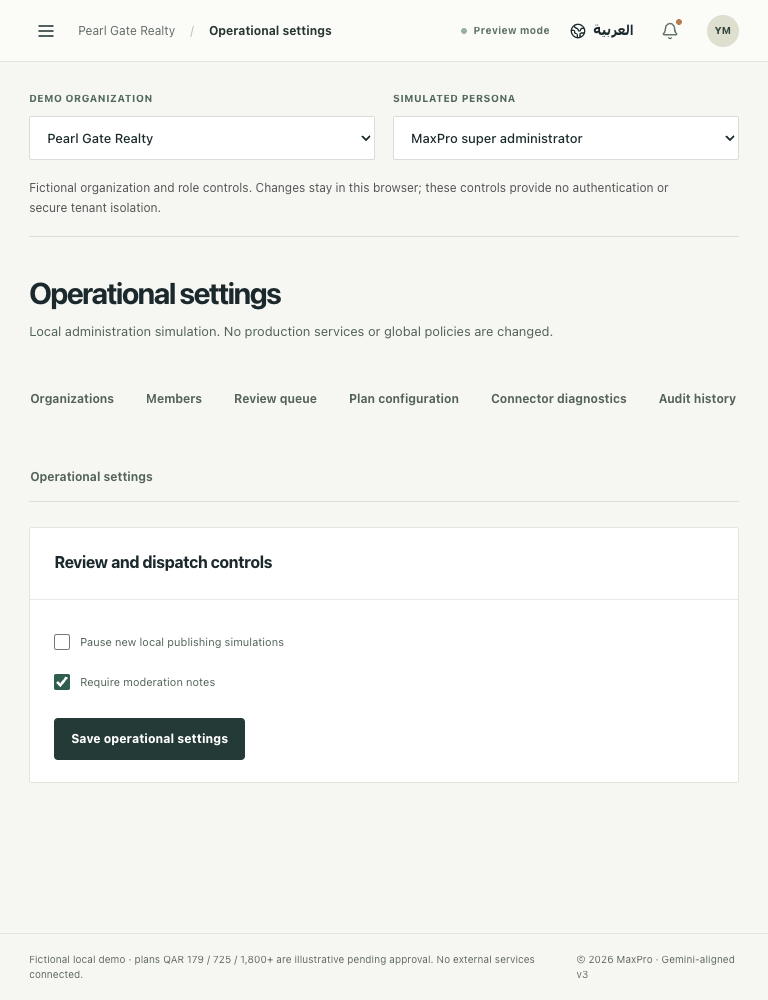 Pearl Gate Realty / Operational settings
Preview mode
العربية
YM
DEMO ORGANIZATION
SIMULATED PERSONA
Pearl Gate Realty
MaxPro super administrator
Fictional organization and role controls. Changes stay in this browser; these controls provide no authentication or
secure tenant isolation.
Operational settings
Local administration simulation. No production services or global policies are changed.
Organizations
Members
Review queue
Plan configuration
Connector diagnostics
Audit history
Operational settings
Review and dispatch controls
Pause new local publishing simulations
Require moderation notes
Save operational settings
Fictional local demo · plans QAR 179 / 725 / 1,800+ are illustrative pending approval. No external services
connected.
© 2026 MaxPro · Gemini-aligned
v3